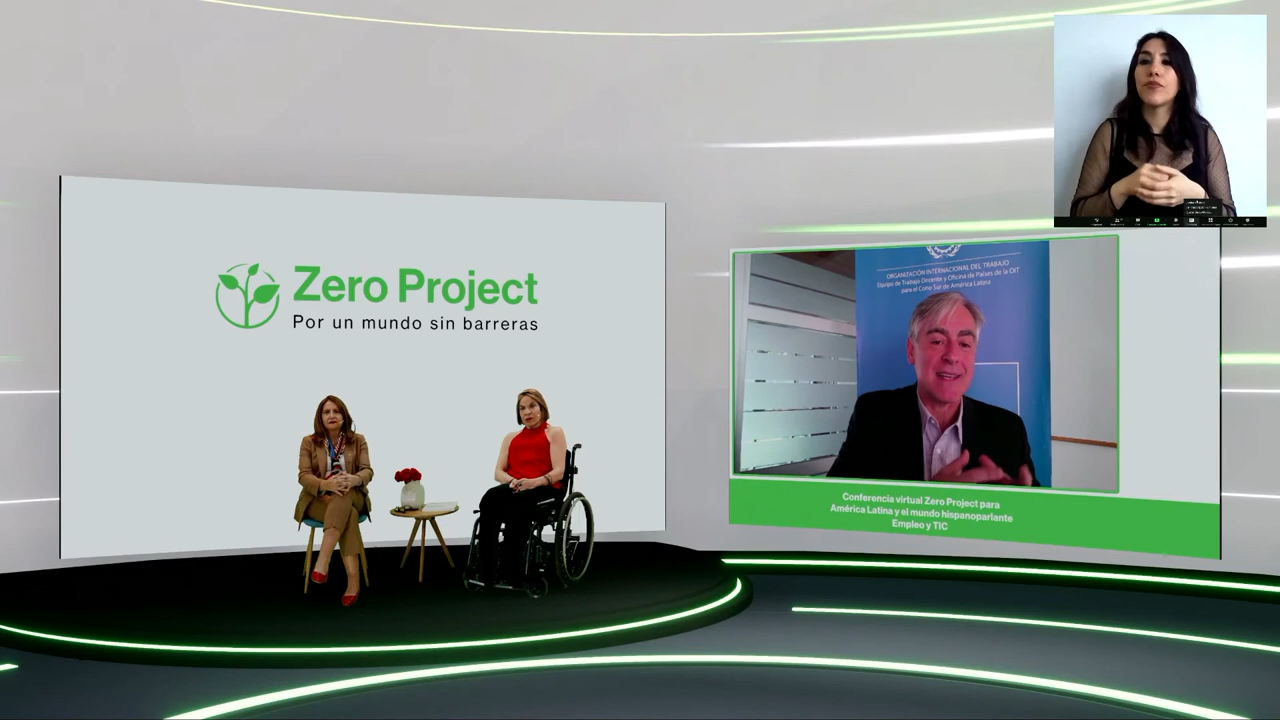 Zero Project
Por un mundo sin barreras
ORGANIZACIÓN INTERNACIONAL DEL TRABAJO
Equipo de Trabajo Decente y Oficina de Países de la OIT
para el Cono Sur de América Latina
Conferencia virtual Zero Project para
América Latina y el mundo hispanoparlante
Empleo y TIC